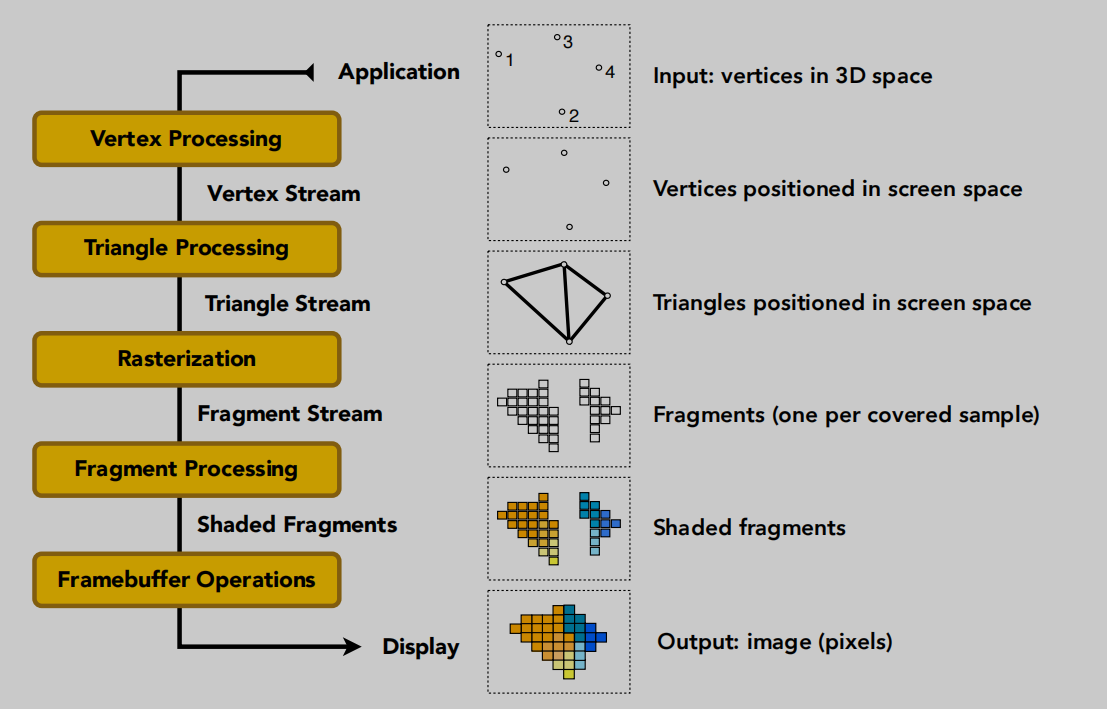 Application
3
1
4
2
Input: vertices in 3D space
Vertex Processing
Vertex Stream
Vertices positioned in screen space
Triangle Processing
Triangle Stream
Triangles positioned in screen space
Rasterization
Fragment Stream
Fragments (one per covered sample)
Fragment Processing
Shaded Fragments
Shaded fragments
Framebuffer Operations
Display
Output: image (pixels)